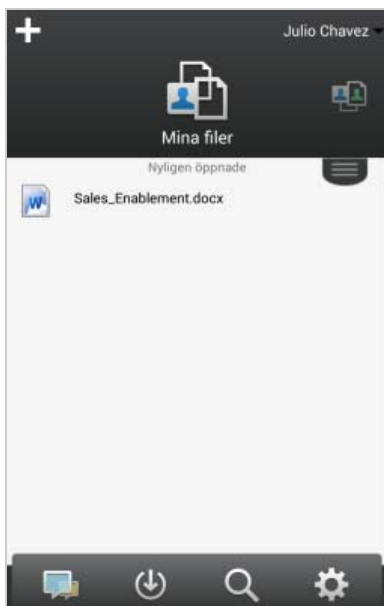 Julio Chavez
Mina filer
Nyligen öppnade
Sales_Enablement.docx